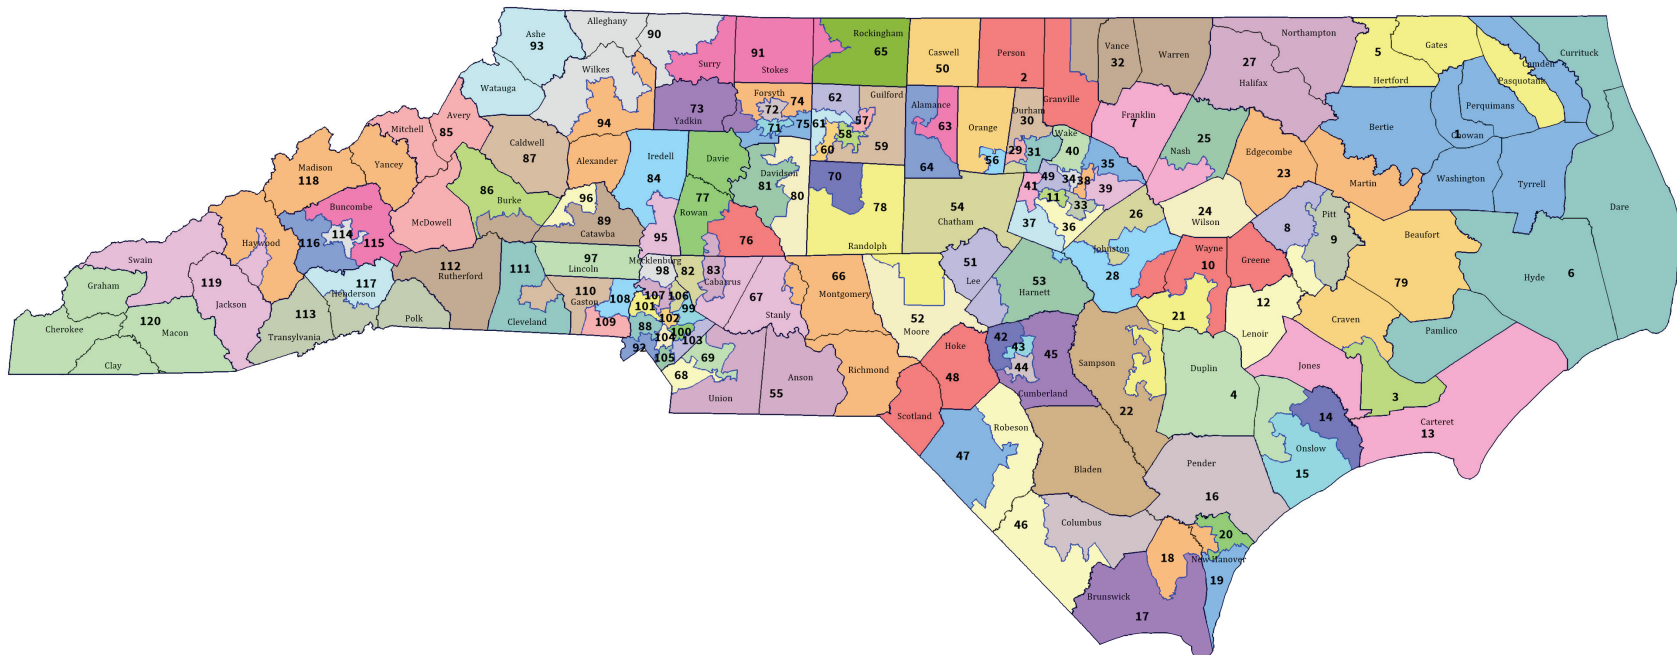 Ashe
93
Alleghany
90
Surry
91
Stokes
Rockingham
65
Caswell
50
Person
2
Granville
Vance
32
Warren
Northampton
27
Halifax
5
Gates
Hertford
Camden
Pasquotank
Currituck
Perquimans
Chowan
1
Bertie
Washington
Tyrrell
Dare
Watauga
Wilkes
94
Yadkin
73
Forsyth
74
72
71
75
Guilford
62
61
57
58
60
59
Alamance
63
64
Orange
56
Durham
30
29
31
Wake
40
35
49
34
38
39
41
11
33
37
36
Franklin
7
25
Nash
Edgecombe
23
Martin
Mitchell
Avery
85
Caldwell
87
Alexander
Iredell
84
Davie
77
Rowan
Davidson
81
80
70
78
Randolph
54
Chatham
Madison
118
Yancey
McDowell
86
Burke
96
89
Catawba
95
76
51
Lee
53
Harnett
Johnston
26
28
24
Wilson
Wayne
10
Greene
8
Pitt
9
Beaufort
79
Hyde
6
Buncombe
114
116
115
Haywood
Swain
119
Jackson
Graham
Cherokee
Clay
120
Macon
113
Transylvania
117
Henderson
Polk
112
Rutherford
111
Cleveland
97
Lincoln
110
Gaston
108
109
Mecklenburg
98
107
106
101
99
102
88
100
104
103
92
105
82
83
Cabarrus
67
Stanly
69
68
Union
55
Anson
66
Montgomery
Richmond
52
Moore
Hoke
48
Scotland
47
Robeson
46
42
43
44
45
Cumberland
Sampson
22
Bladen
21
12
Lenoir
Duplin
4
Jones
Craven
Pamlico
3
Carteret
13
14
Onslow
15
Pender
16
Columbus
18
20
New Hanover
19
Brunswick
17